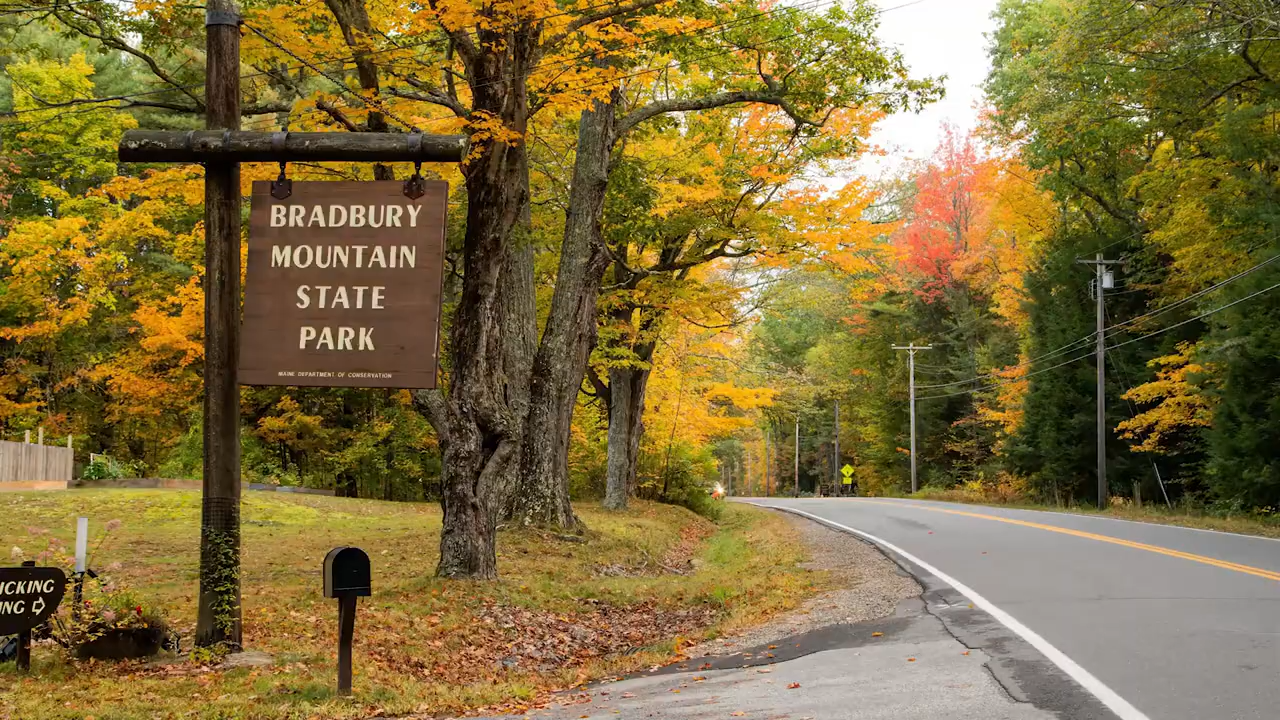 BRADBURY
MOUNTAIN
STATE
PARK
MAINE DEPARTMENT OF CONSERVATION